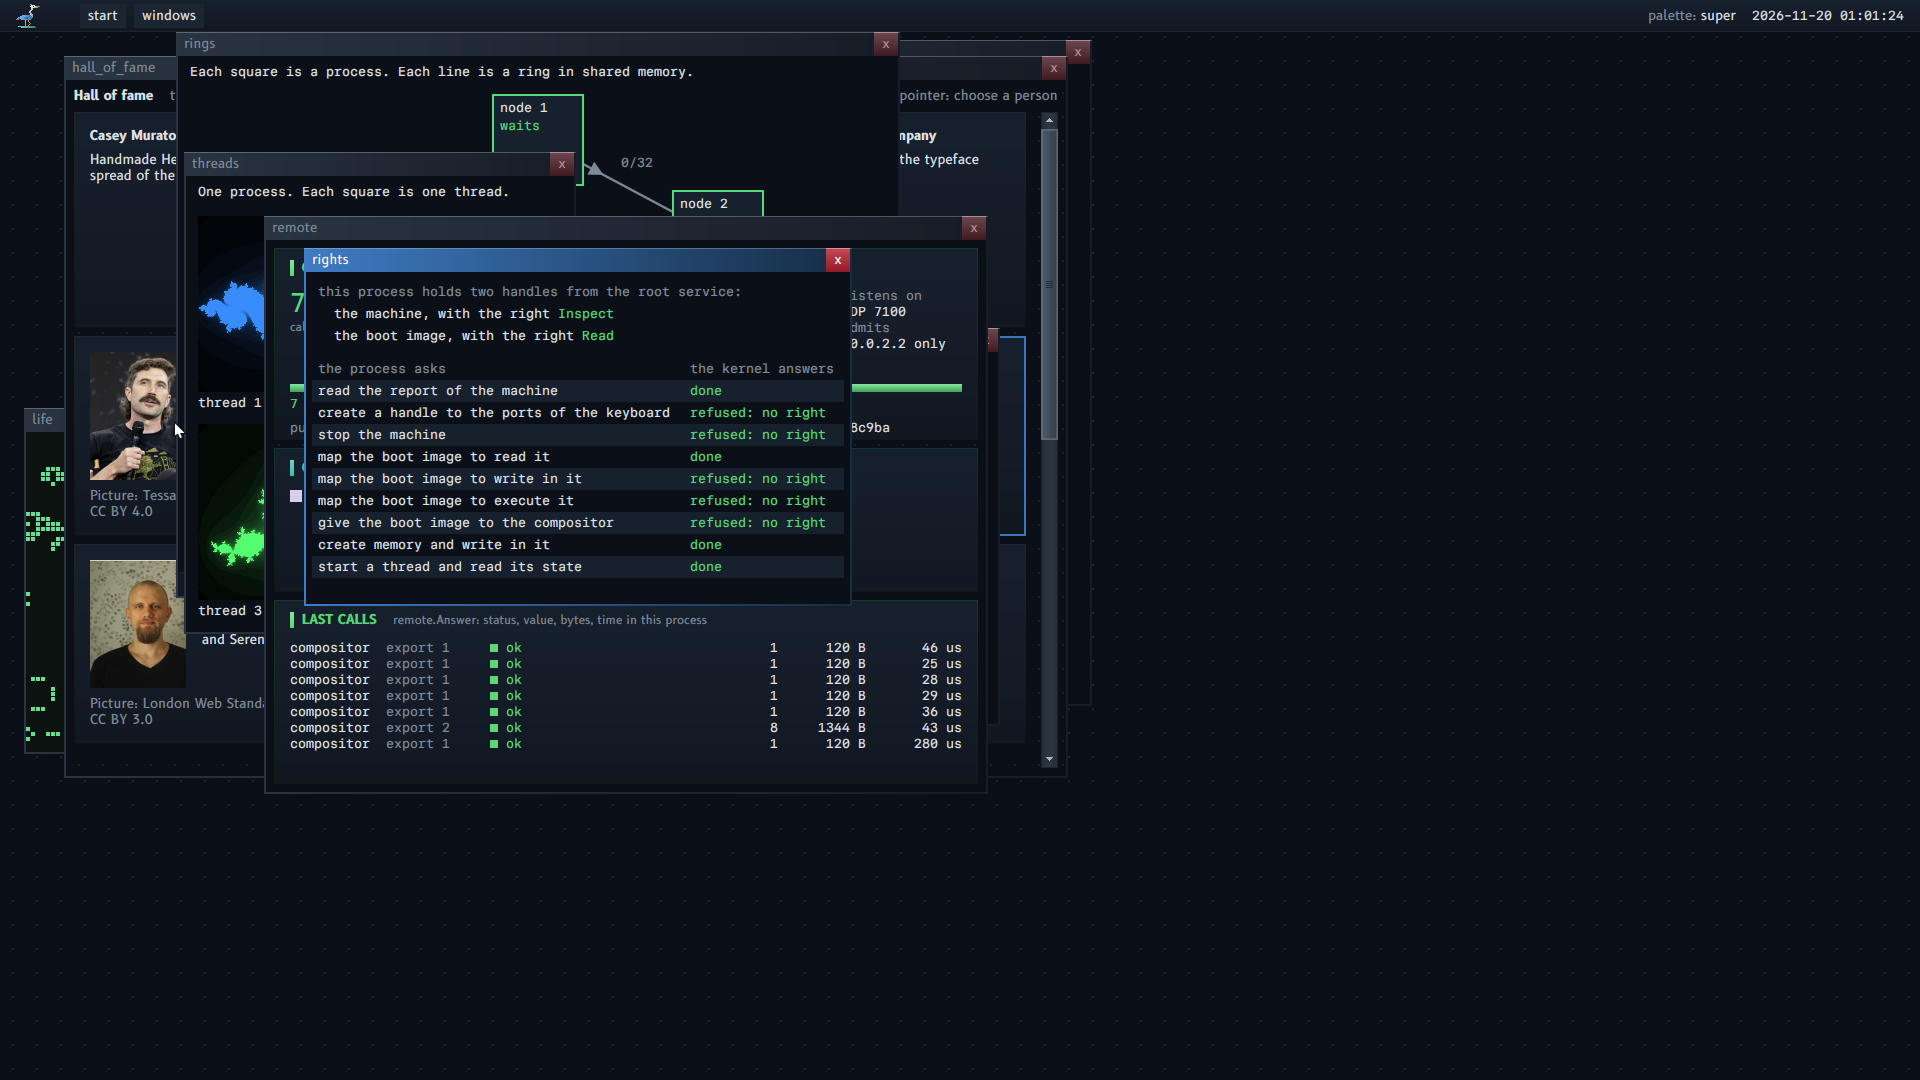 start windows palette: super 2026-11-20 01:01:24
rings x
x
hall_of_fame x
Each square is a process. Each line is a ring in shared memory.
Hall of fame pointer: choose a person
node 1
waits
Casey
Handmade
the typeface
spread of the
threads x
0/32
One process. Each square is one thread.
node 2
remote x
rights x
this process holds two handles from the root service:
the machine, with the right Inspect
the boot image, with the right Read
on
7100
only
the process asks the kernel answers
read the report of the machine done
create a handle to the ports of the keyboard refused: no right
stop the machine refused: no right
map the boot image to read it done
map the boot image to write in it refused: no right
map the boot image to execute it refused: no right
give the boot image to the compositor refused: no right
create memory and write in it done
start a thread and read its state done
7
thread 1
life
8c9ba
Picture: Tessa
CC BY 4.0
thread 3
and
Picture: London Web
CC BY 3.0
LAST CALLS remote.Answer: status, value, bytes, time in this process
compositor export 1 ok 1 120 B 46 us
compositor export 1 ok 1 120 B 25 us
compositor export 1 ok 1 120 B 28 us
compositor export 1 ok 1 120 B 29 us
compositor export 1 ok 1 120 B 36 us
compositor export 2 ok 8 1344 B 43 us
compositor export 1 ok 1 120 B 280 us